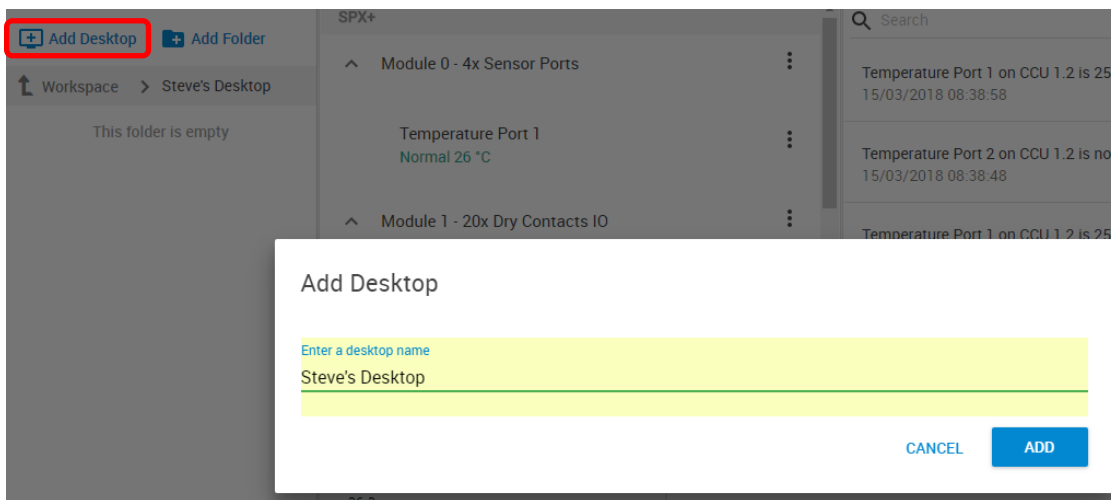 Add Desktop
Add Folder
Workspace > Steve's Desktop
This folder is empty
SPX+
Module 0 - 4x Sensor Ports
Temperature Port 1
Normal 26 °C
Module 1 - 20x Dry Contacts IO
Search
Temperature Port 1 on CCU 1.2 is 25
15/03/2018 08:38:58
Temperature Port 2 on CCU 1.2 is no
15/03/2018 08:38:48
Temperature Port 1 on CCU 1.2 is 25
Add Desktop
Enter a desktop name
Steve's Desktop
CANCEL
ADD